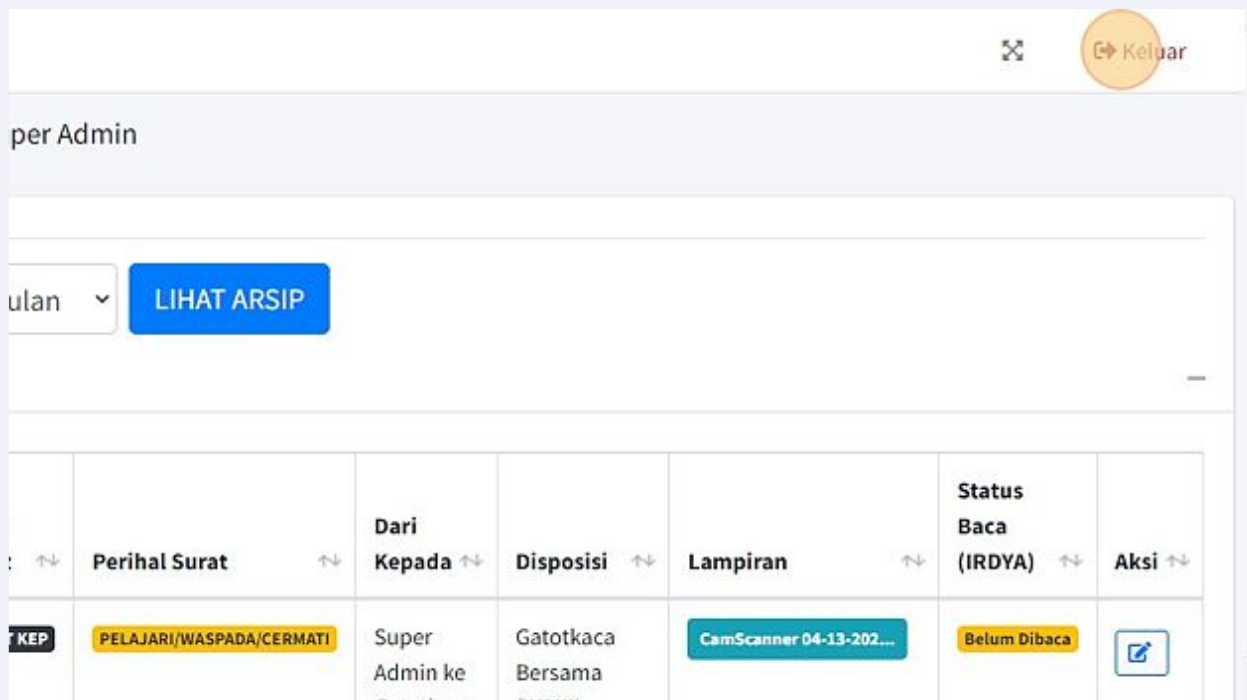 Keluar
per Admin
ulan
LIHAT ARSIP
Perihal Surat
Dari
Kepada
Disposisi
Lampiran
Status
Baca
(IRDYA)
Aksi
KEP
PELAJARI/WASPADA/CERMATI
Super
Admin ke
Gatotkaca
Bersama
CamScanner 04-13-202...
Belum Dibaca